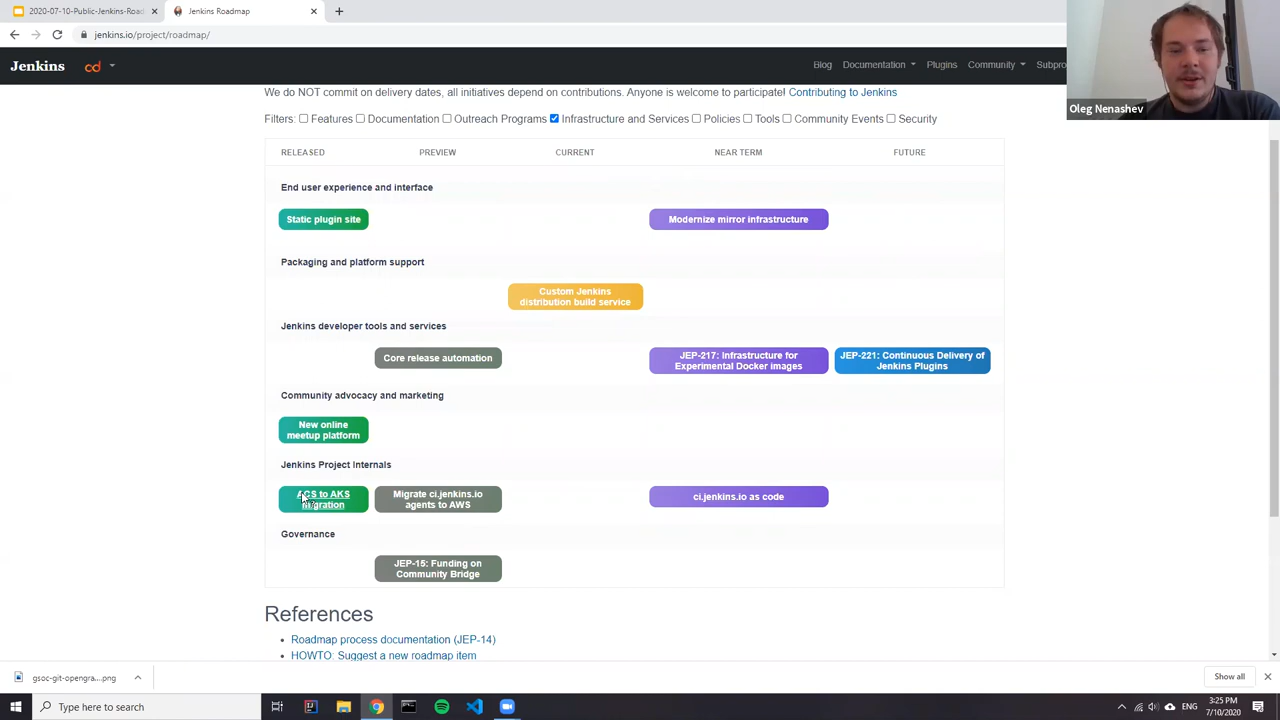 2020-07-10-Public-Jenkins-Road
Jenkins Roadmap
jenkins.io/project/roadmap/
Jenkins
cd
Blog
Documentation
Plugins
Community
Subpro
Oleg Nenashev
We do NOT commit on delivery dates, all initiatives depend on contributions. Anyone is welcome to participate! Contributing to Jenkins
Filters: Features Documentation Outreach Programs Infrastructure and Services Policies Tools Community Events Security
RELEASED PREVIEW CURRENT NEAR TERM FUTURE
End user experience and interface
Static plugin site
Modernize mirror infrastructure
Packaging and platform support
Custom Jenkins
distribution build service
Jenkins developer tools and services
Core release automation
JEP-217: Infrastructure for
Experimental Docker images
JEP-221: Continuous Delivery of
Jenkins Plugins
Community advocacy and marketing
New online
meetup platform
Jenkins Project Internals
ACS to AKS
migration
Migrate ci.jenkins.io
agents to AWS
ci.jenkins.io as code
Governance
JEP-15: Funding on
Community Bridge
References
Roadmap process documentation (JEP-14)
HOWTO: Suggest a new roadmap item
gsoc-git-opengra....png
Show all
Type here to search
3:25 PM
7/10/2020